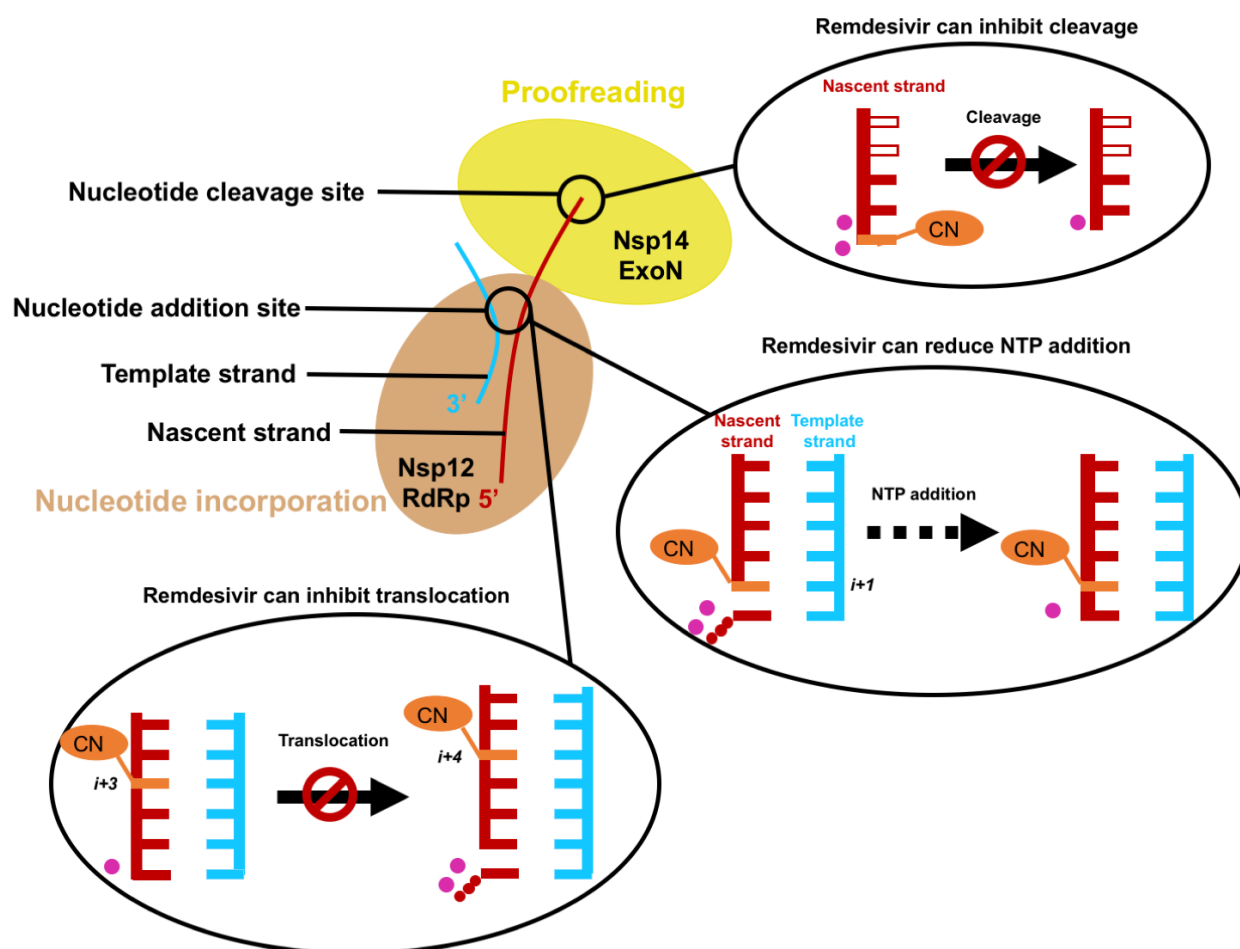 Remdesivir can inhibit cleavage
Nascent strand
Cleavage
CN
Proofreading
Nucleotide cleavage site
Nsp14
ExoN
Nucleotide addition site
Template strand
3’
Nascent strand
Nsp12
RdRp 5’
Nucleotide incorporation
Remdesivir can reduce NTP addition
Nascent
strand
Template
strand
NTP addition
CN
CN
i+1
Remdesivir can inhibit translocation
CN
CN
Translocation
i+3
i+4